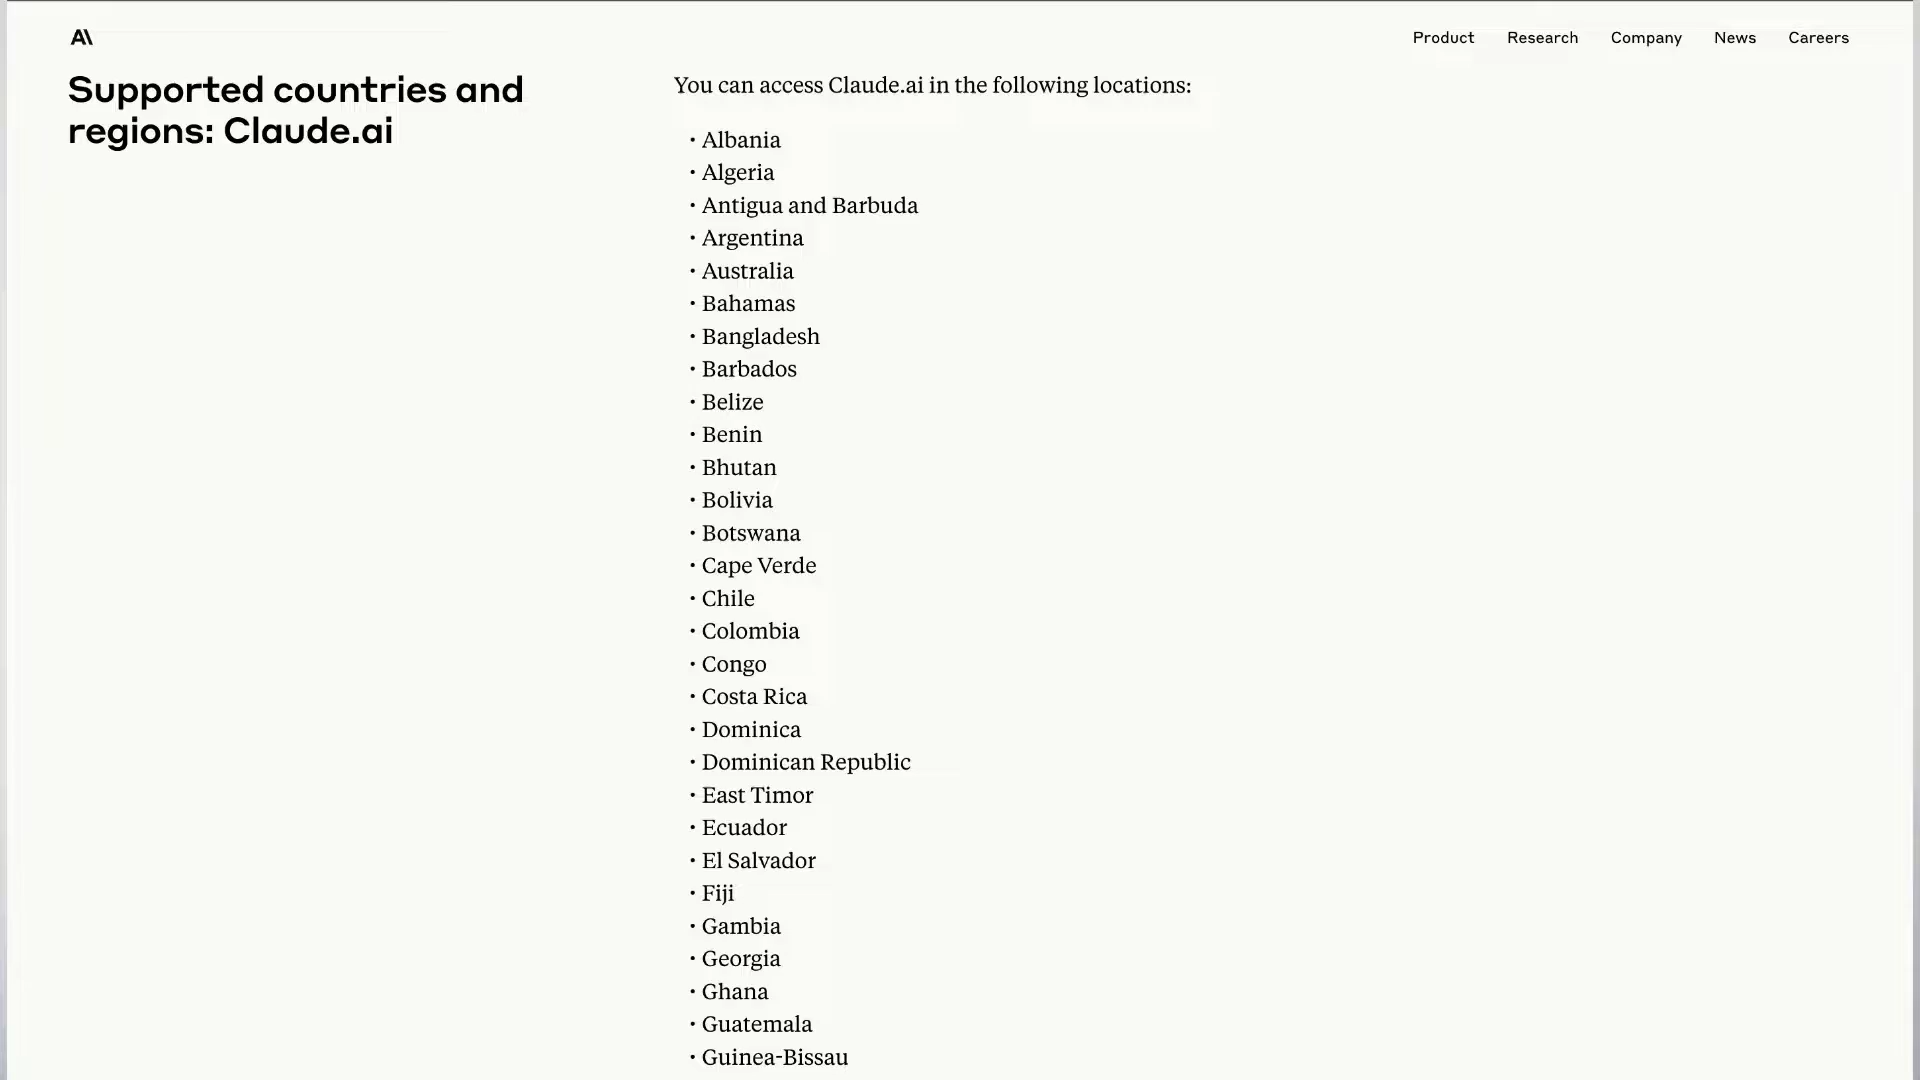 A\
Product
Research
Company
News
Careers
Supported countries and
regions: Claude.ai
You can access Claude.ai in the following locations:
• Albania
• Algeria
• Antigua and Barbuda
• Argentina
• Australia
• Bahamas
• Bangladesh
• Barbados
• Belize
• Benin
• Bhutan
• Bolivia
• Botswana
• Cape Verde
• Chile
• Colombia
• Congo
• Costa Rica
• Dominica
• Dominican Republic
• East Timor
• Ecuador
• El Salvador
• Fiji
• Gambia
• Georgia
• Ghana
• Guatemala
• Guinea-Bissau